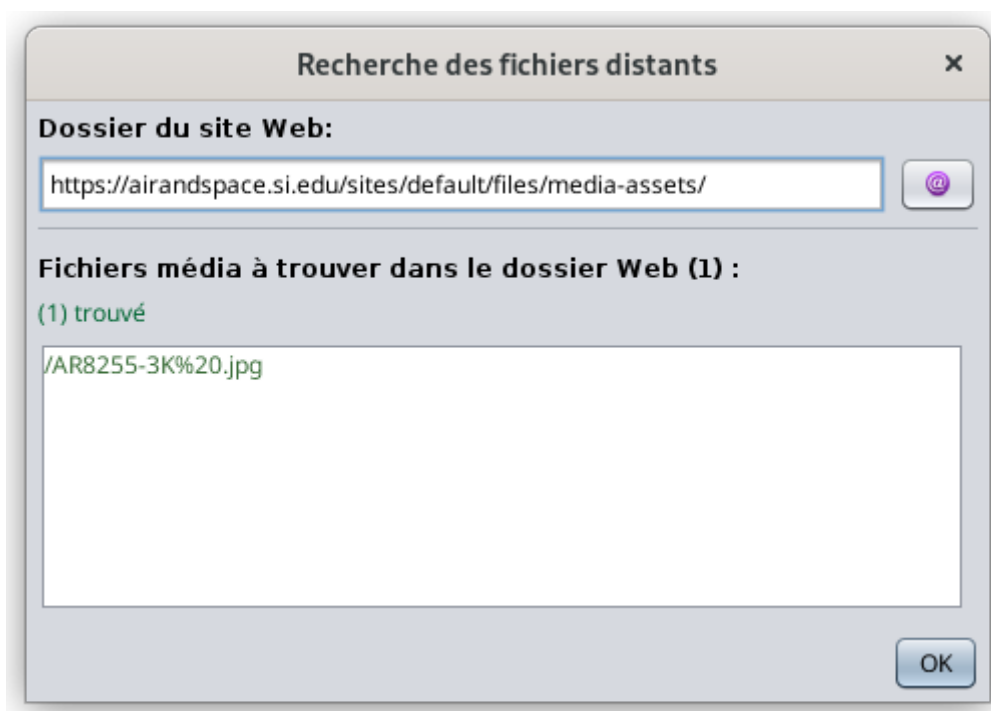 Recherche des fichiers distants ×
Dossier du site Web:
https://airandspace.si.edu/sites/default/files/media-assets/ @
Fichiers média à trouver dans le dossier Web (1) :
(1) trouvé
/AR8255-3K%20.jpg
OK